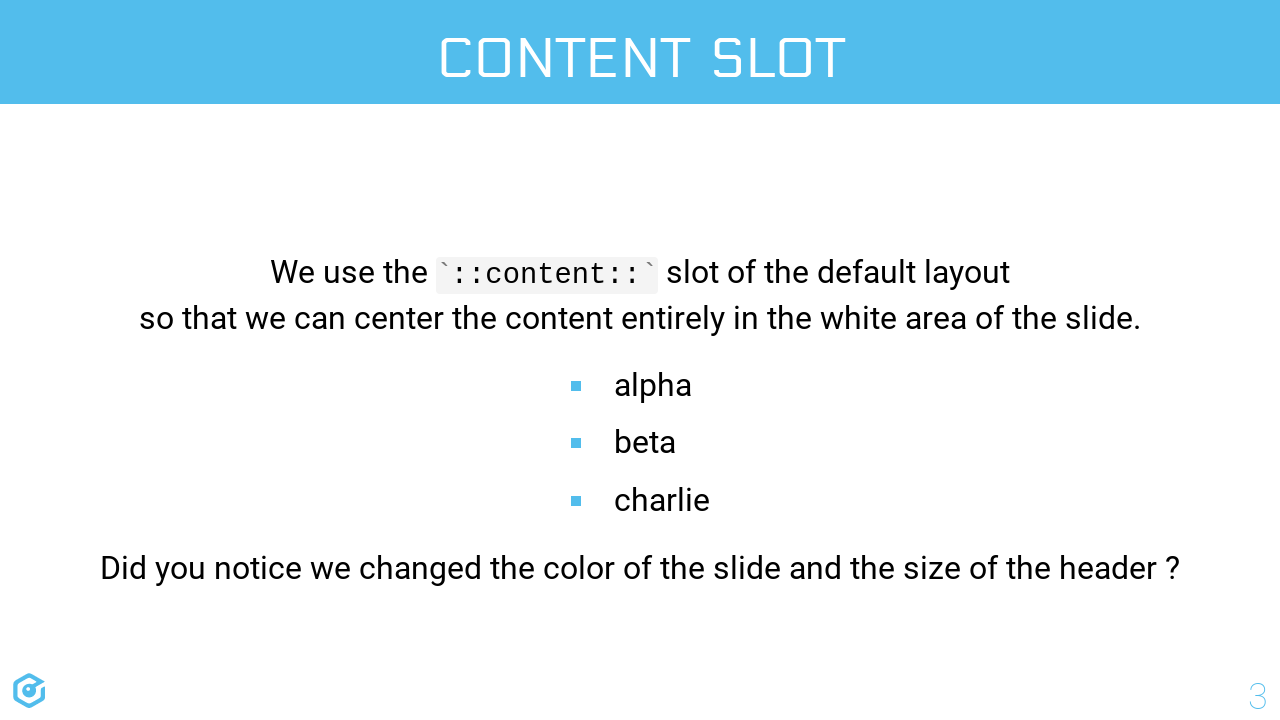 CONTENT SLOT
We use the `::content::` slot of the default layout
so that we can center the content entirely in the white area of the slide.
alpha
beta
charlie
Did you notice we changed the color of the slide and the size of the header ?
3